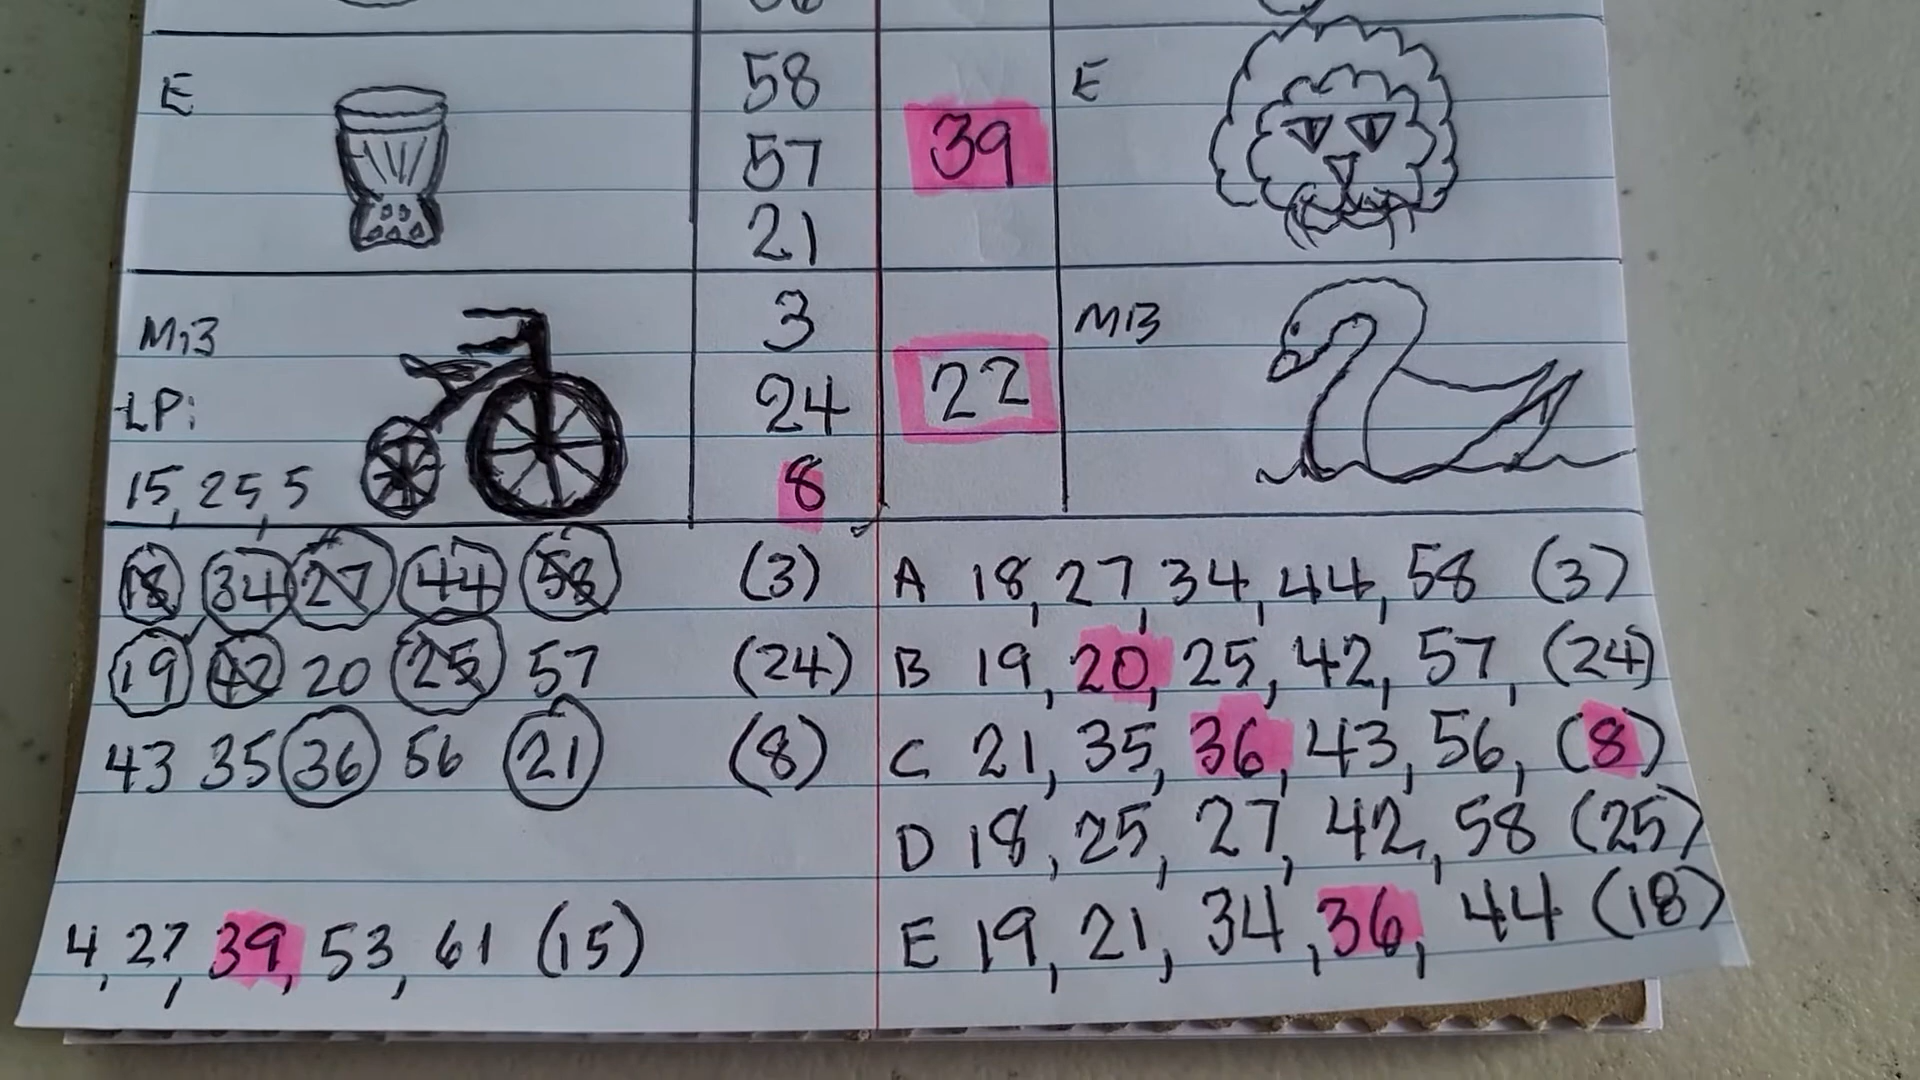 E
58
57
21
39
E
MB
LP:
15, 25, 5
3
24
8
22
MB
18 34 27 44 58 (3)
19 42 20 25 57 (24)
43 35 36 56 21 (8)
4, 27, 39, 53, 61 (15)
A 18, 27, 34, 44, 58 (3)
B 19, 20, 25, 42, 57, (24)
C 21, 35, 36, 43, 56, (8)
D 18, 25, 27, 42, 58 (25)
E 19, 21, 34, 36, 44 (18)